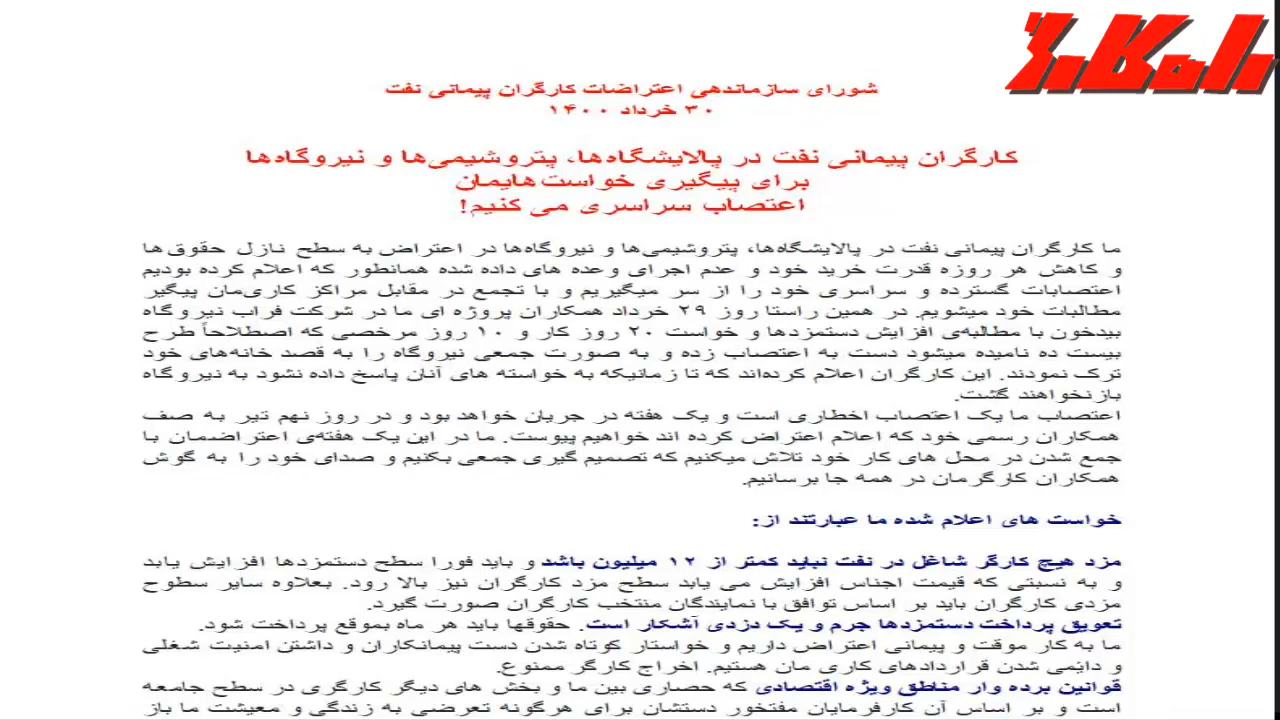 راهکارگر
شورای سازماندهی اعتراضات کارگران پیمانی نفت
۳۰ خرداد ۱۴۰۰
کارگران پیمانی نفت در پالایشگاه‌ها، پتروشیمی‌ها و نیروگاه‌ها
برای پیگیری خواست‌هایمان
اعتصاب سراسری می کنیم!
ما کارگران پیمانی نفت در پالایشگاه‌ها، پتروشیمی‌ها و نیروگاه‌ها در اعتراض به سطح نازل حقوق‌ها
و کاهش هر روزه قدرت خرید خود و عدم اجرای وعده های داده شده همانطور که اعلام کرده بودیم
اعتصابات گسترده و سراسری خود را از سر میگیریم و با تجمع در مقابل مراکز کاری‌مان پیگیر
مطالبات خود میشویم. در همین راستا روز ۲۹ خرداد همکاران پروژه ای ما در شرکت فراب نیروگاه
بیدخون با مطالبه‌ی افزایش دستمزدها و خواست ۲۰ روز کار و ۱۰ روز مرخصی که اصطلاحاً طرح
بیست ده نامیده میشود دست به اعتصاب زده و به صورت جمعی نیروگاه را به قصد خانه‌های خود
ترک نمودند. این کارگران اعلام کرده‌اند که تا زمانیکه به خواسته های آنان پاسخ داده نشود به نیروگاه
بازنخواهند گشت.
اعتصاب ما یک اعتصاب اخطاری است و یک هفته در جریان خواهد بود و در روز نهم تیر به صف
همکاران رسمی خود که اعلام اعتراض کرده اند خواهیم پیوست. ما در این یک هفته‌ی اعتراضمان با
جمع شدن در محل های کار خود تلاش میکنیم که تصمیم گیری جمعی بکنیم و صدای خود را به گوش
همکاران کارگرمان در همه جا برسانیم.
خواست های اعلام شده ما عبارتند از:
مزد هیچ کارگر شاغل در نفت نباید کمتر از ۱۲ میلیون باشد و باید فورا سطح دستمزدها افزایش یابد
و به نسبتی که قیمت اجناس افزایش می یابد سطح مزد کارگران نیز بالا رود. بعلاوه سایر سطوح
مزدی کارگران باید بر اساس توافق با نمایندگان منتخب کارگران صورت گیرد.
تعویق پرداخت دستمزدها جرم و یک دزدی آشکار است. حقوقها باید هر ماه بموقع پرداخت شود.
ما به کار موقت و پیمانی اعتراض داریم و خواستار کوتاه شدن دست پیمانکاران و داشتن امنیت شغلی
و دایٔمی شدن قراردادهای کاری مان هستیم. اخراج کارگر ممنوع.
قوانین برده وار مناطق ویژه اقتصادی که حصاری بین ما و بخش های دیگر کارگری در سطح جامعه
است و بر اساس آن کارفرمایان مفتخور دستشان برای هرگونه تعرضی به زندگی و معیشت ما باز